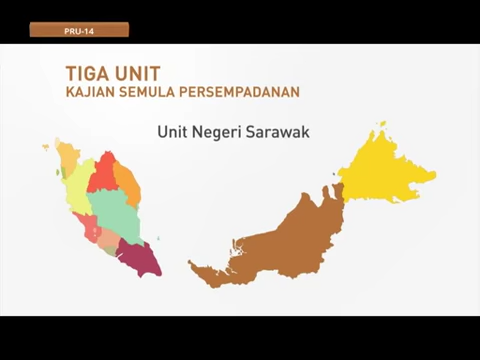 PRU-14
TIGA UNIT
KAJIAN SEMULA PERSEMPADANAN
Unit Negeri Sarawak